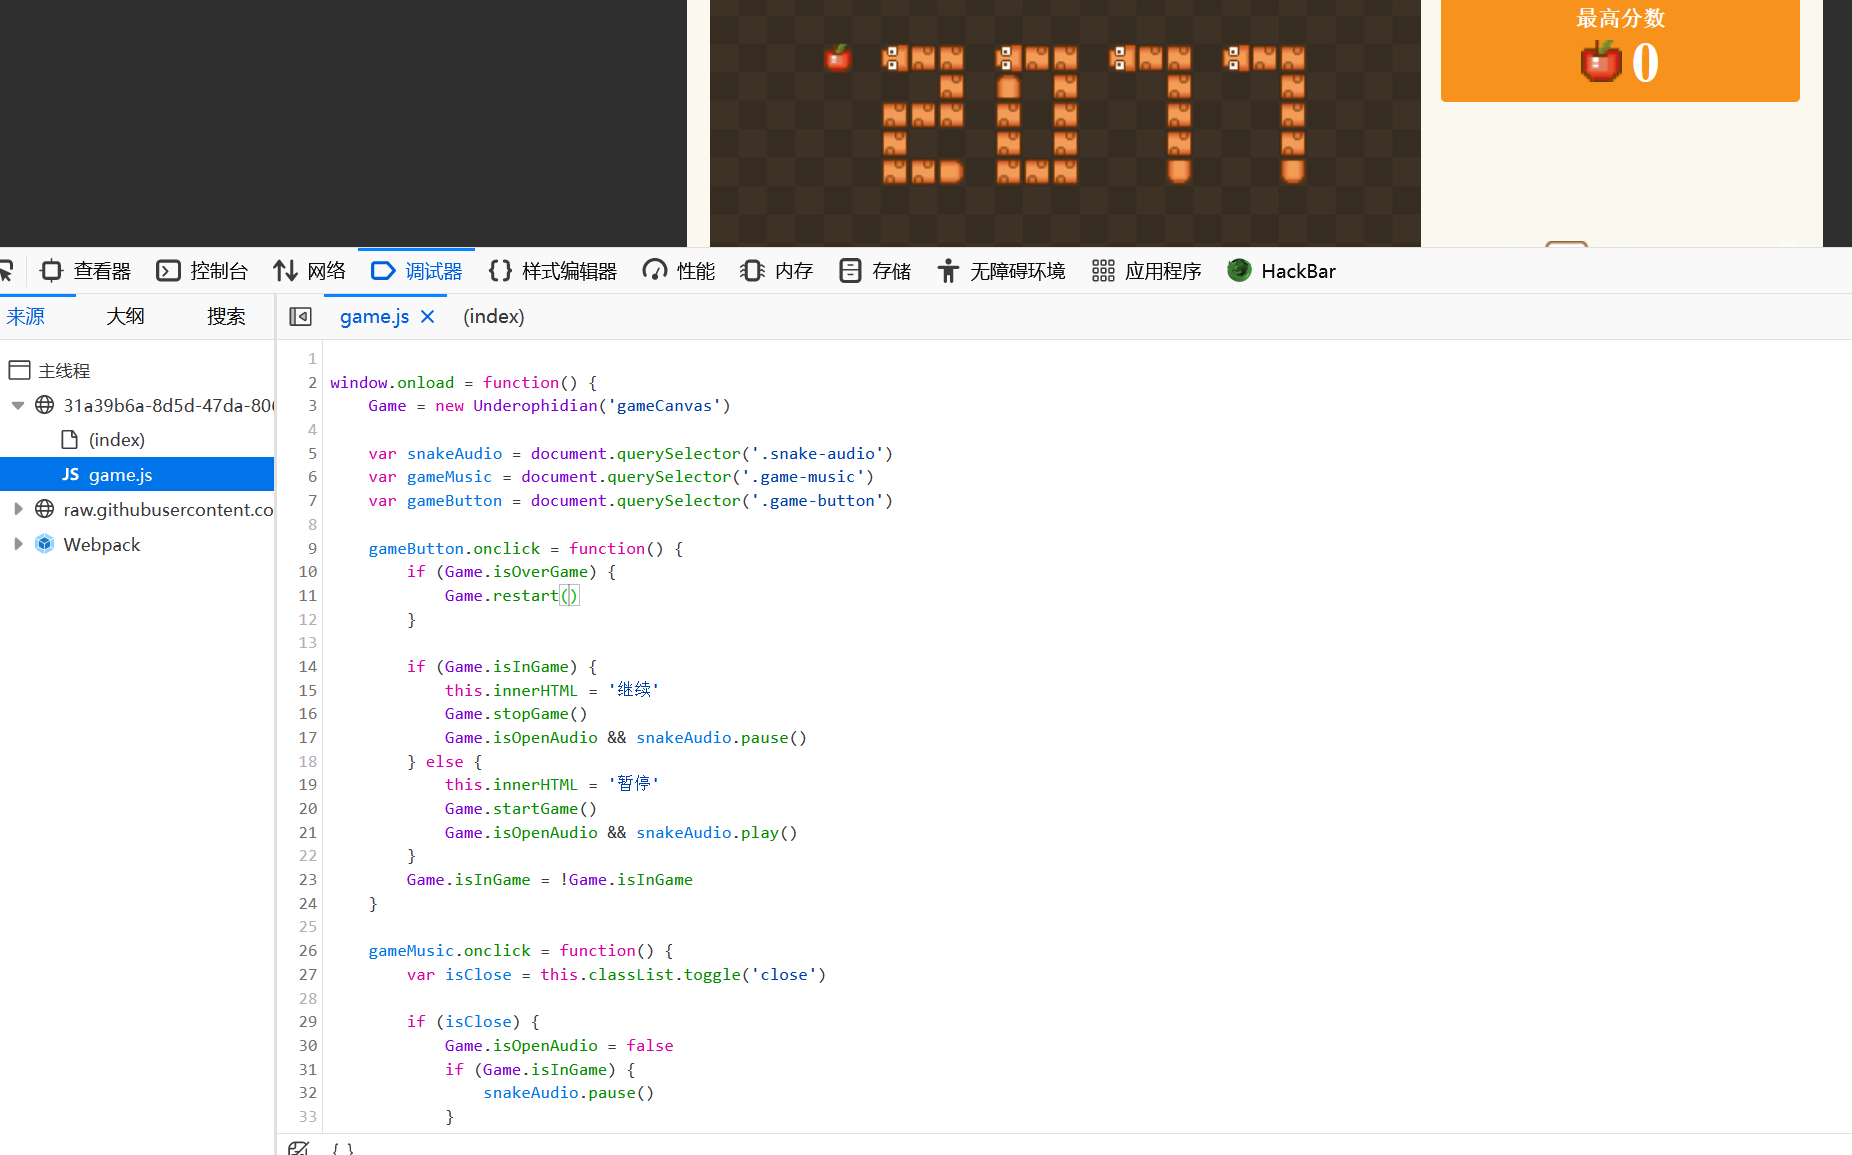 最高分数
0
查看器 控制台 网络 调试器 样式编辑器 性能 内存 存储 无障碍环境 应用程序 HackBar
来源 大纲 搜索 game.js (index)
主线程
31a39b6a-8d5d-47da-80
(index)
JS game.js
raw.githubusercontent.co
Webpack
1
2 window.onload = function() {
3 Game = new Underophidian('gameCanvas')
4
5 var snakeAudio = document.querySelector('.snake-audio')
6 var gameMusic = document.querySelector('.game-music')
7 var gameButton = document.querySelector('.game-button')
8
9 gameButton.onclick = function() {
10 if (Game.isOverGame) {
11 Game.restart()
12 }
13
14 if (Game.isInGame) {
15 this.innerHTML = '继续'
16 Game.stopGame()
17 Game.isOpenAudio && snakeAudio.pause()
18 } else {
19 this.innerHTML = '暂停'
20 Game.startGame()
21 Game.isOpenAudio && snakeAudio.play()
22 }
23 Game.isInGame = !Game.isInGame
24 }
25
26 gameMusic.onclick = function() {
27 var isClose = this.classList.toggle('close')
28
29 if (isClose) {
30 Game.isOpenAudio = false
31 if (Game.isInGame) {
32 snakeAudio.pause()
33 }
{ }